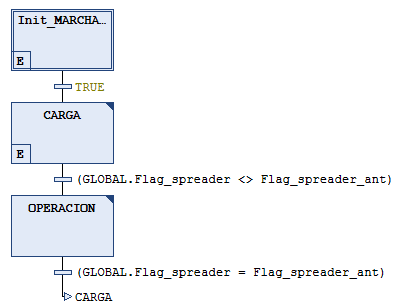 Init_MARCHA...
E
TRUE
CARGA
E
(GLOBAL.Flag_spreader <> Flag_spreader_ant)
OPERACION
(GLOBAL.Flag_spreader = Flag_spreader_ant)
CARGA